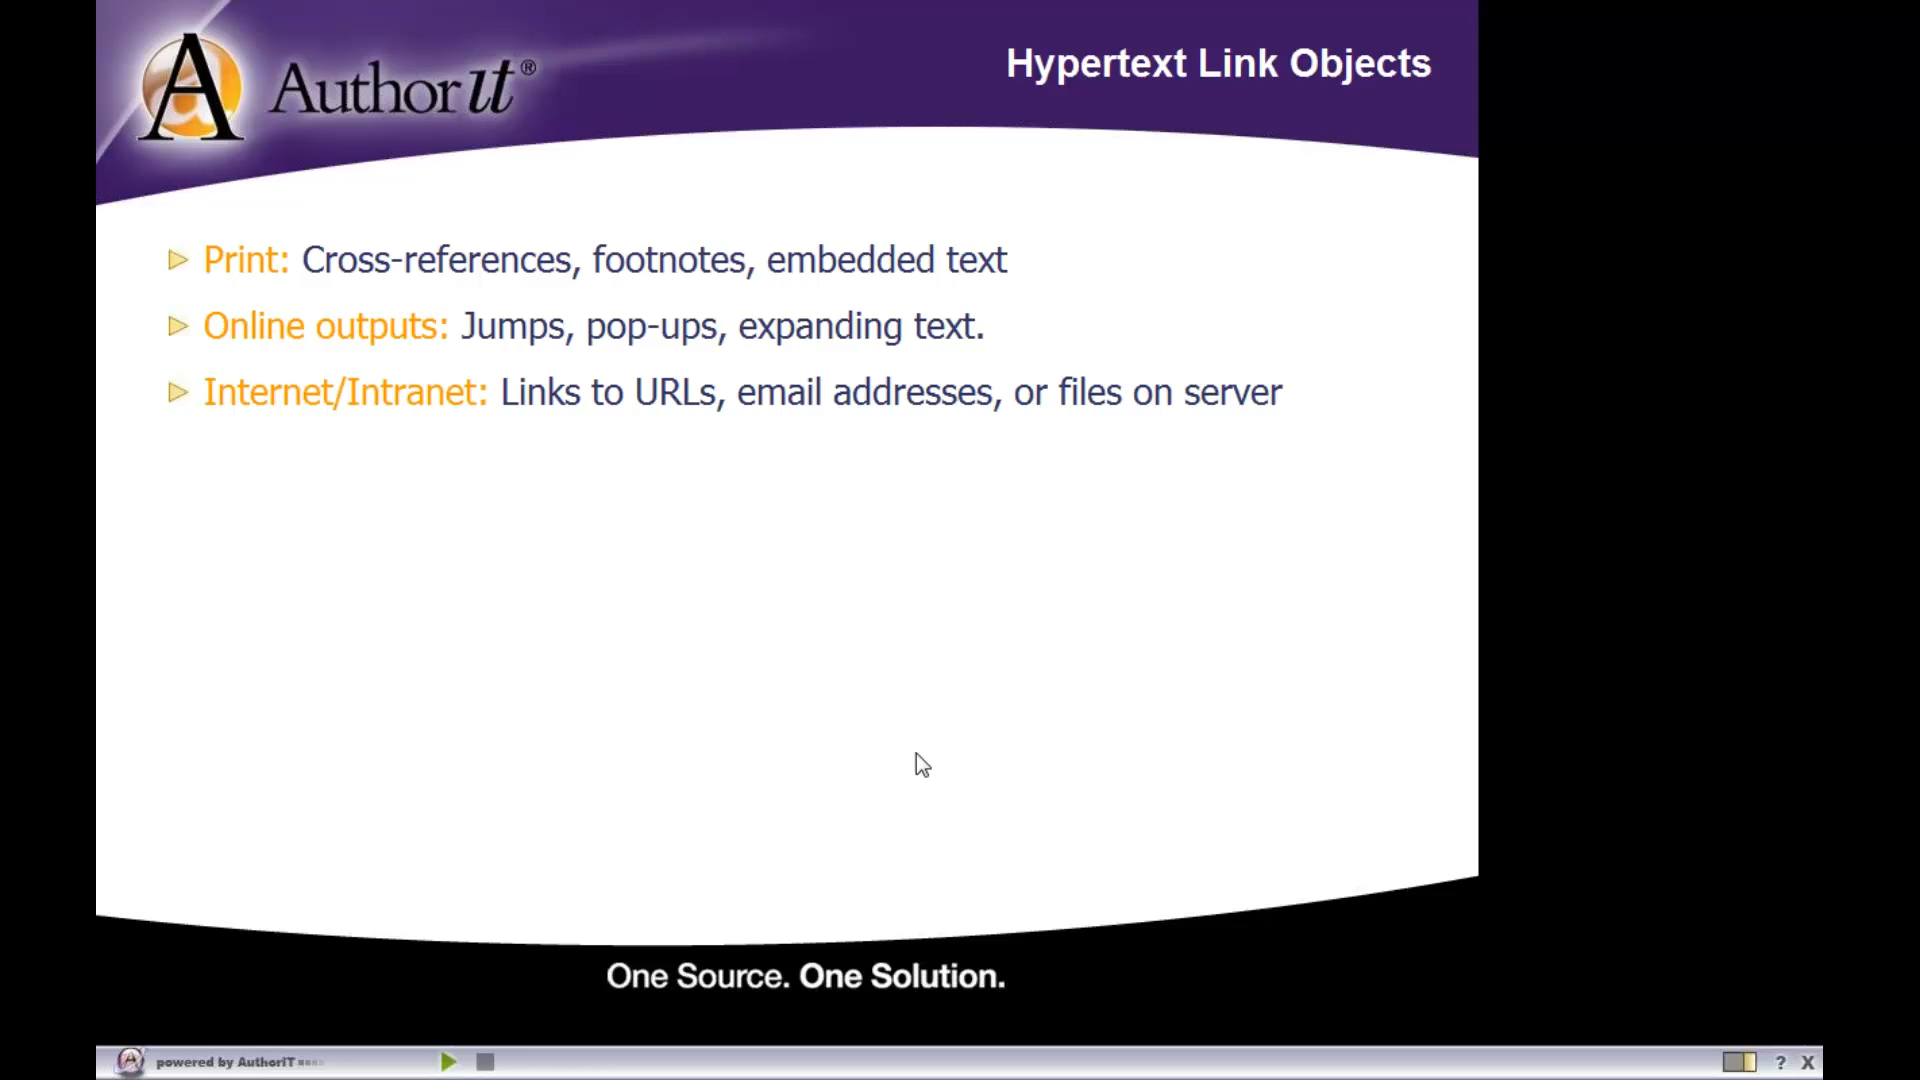 Author it®
Hypertext Link Objects
Print: Cross-references, footnotes, embedded text
Online outputs: Jumps, pop-ups, expanding text.
Internet/Intranet: Links to URLs, email addresses, or files on server
One Source. One Solution.
powered by AuthorIT
? X